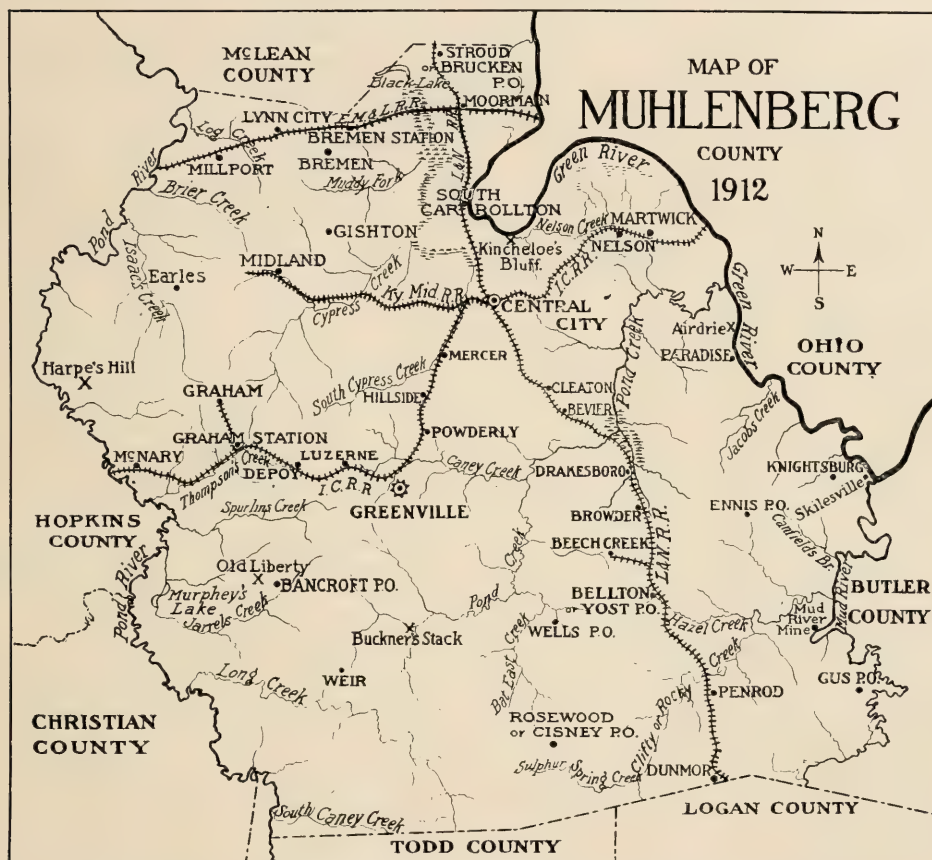 MAP OF
MUHLENBERG
COUNTY
1912
N
W E
S
McLEAN
COUNTY
STROUD
or BRUCKEN
P.O.
Black Lake
MOORMAN
E.M. & L.R.R.
L. & N. R.R.
LYNN CITY
Log Creek
BREMEN STATION
MILLPORT
BREMEN
Muddy Fork
Pond River
Brier Creek
SOUTH
CARROLLTON
Green River
Nelson Creek
MARTWICK
NELSON
Kincheloe's
Bluff
I.C.R.R.
GISHTON
MIDLAND
Isaacs Creek
Earles
Cypress Creek
Ky Mid R.R.
CENTRAL
CITY
Green River
Airdrie
PARADISE
OHIO
COUNTY
Pond Creek
MERCER
Harpe's Hill
South Cypress Creek
HILLSIDE
CLEATON
BEVIER
Jacobs Creek
GRAHAM
GRAHAM STATION
POWDERLY
McNARY
Thompsons Creek
DEPOY
LUZERNE
I.C.R.R
Caney Creek
DRAKESBORO
KNIGHTSBURG
Skilesville
GREENVILLE
Spurlins Creek
HOPKINS
COUNTY
BROWDER
ENNIS P.O.
Canfields Br.
BEECH CREEK
L.&N. R.R.
Pond River
Old Liberty
BANCROFT P.O.
Murphey's
Lake
Jarrels Creek
Pond Creek
BELLTON
or YOST P.O.
Mud River
BUTLER
COUNTY
Buckner's Stack
WELLS P.O.
Hazel Creek
Mud
River
Mine
Long Creek
WEIR
Bat East Creek
Clifty or Rocky Creek
PENROD
GUS P.O.
CHRISTIAN
COUNTY
ROSEWOOD
or CISNEY P.O.
Sulphur Spring Creek
DUNMOR
South Caney Creek
LOGAN COUNTY
TODD COUNTY